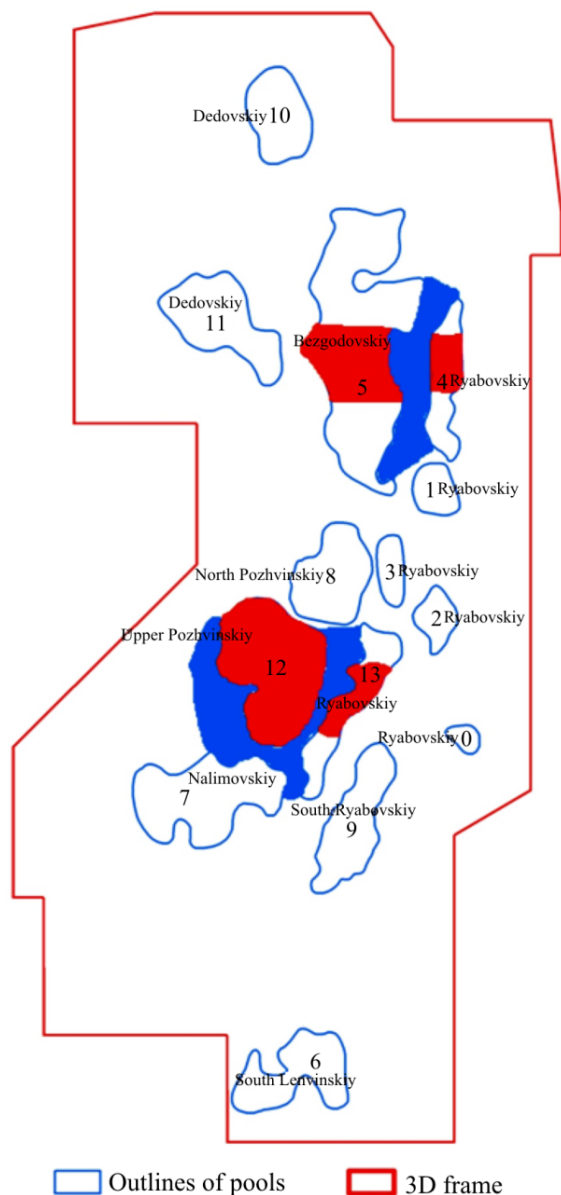 Dedovskiy 10
Dedovskiy
11
Bezgodovskiy
5
4 Ryabovskiy
1 Ryabovskiy
North Pozhvinskiy 8
3 Ryabovskiy
2 Ryabovskiy
Upper Pozhvinskiy
12
13
Ryabovskiy
Ryabovskiy 0
Nalimovskiy
7
South-Ryabovskiy
9
6
South Lenvinskiy
Outlines of pools
3D frame